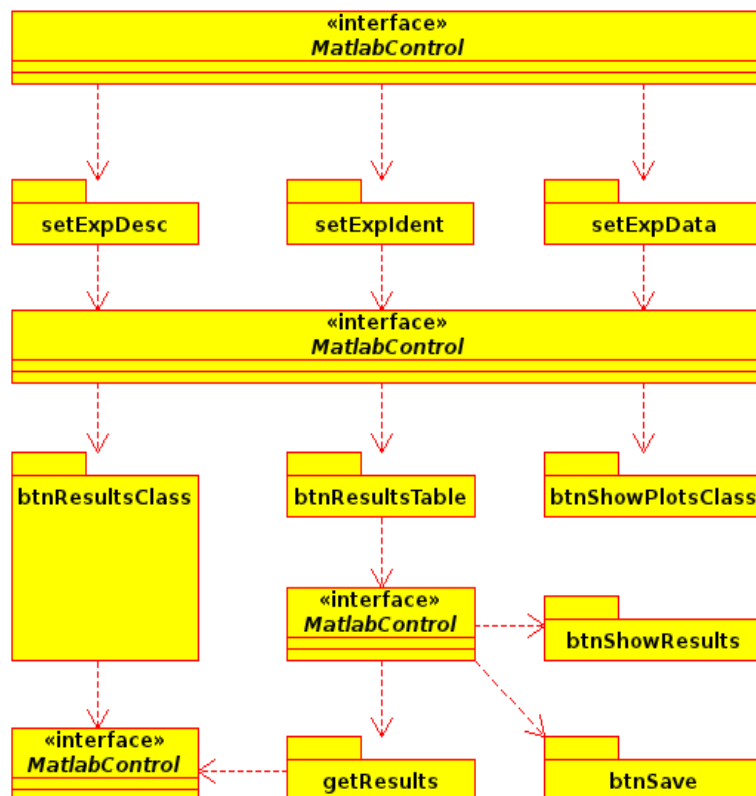 «interface»
MatlabControl
setExpDesc
setExpIdent
setExpData
«interface»
MatlabControl
btnResultsClass
btnResultsTable
btnShowPlotsClass
«interface»
MatlabControl
btnShowResults
«interface»
MatlabControl
getResults
btnSave